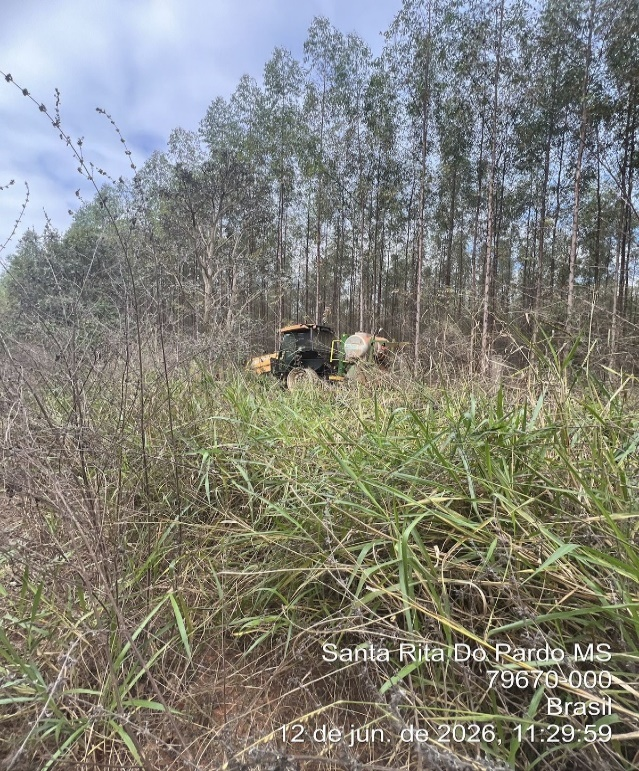 Santa Rita Do Pardo MS
79670-000
Brasil
12 de jun. de 2026, 11:29:59